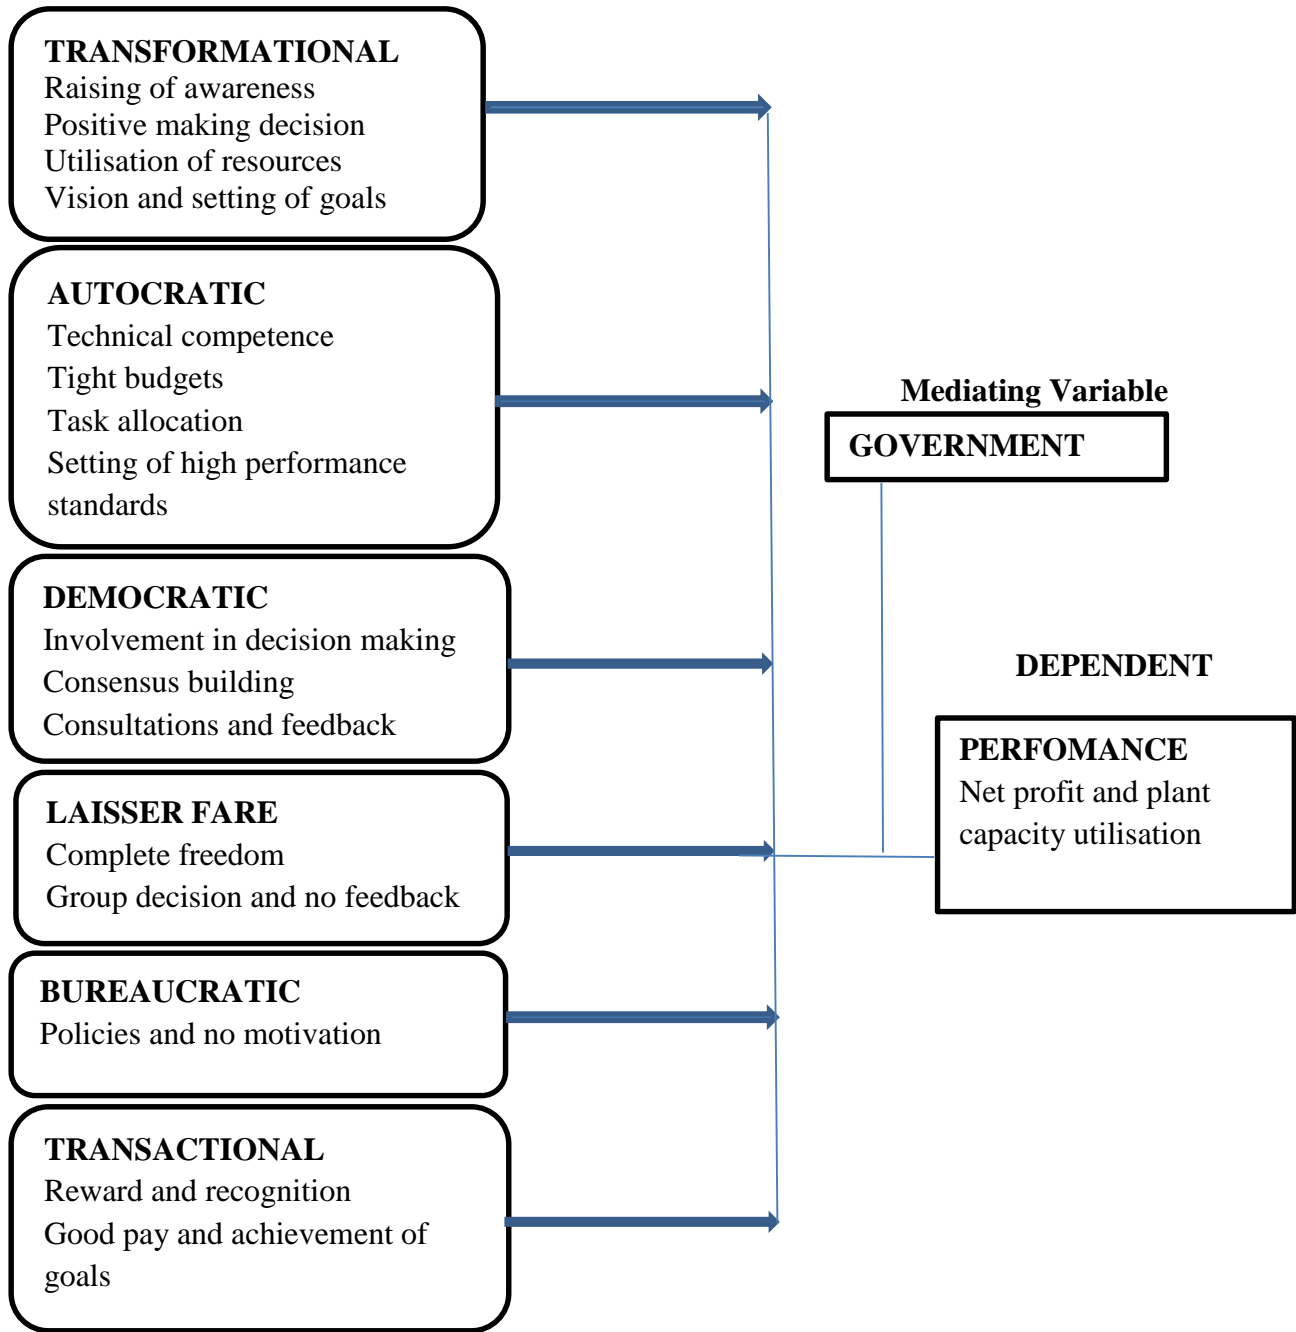 TRANSFORMATIONAL
Raising of awareness
Positive making decision
Utilisation of resources
Vision and setting of goals
AUTOCRATIC
Technical competence
Tight budgets
Task allocation
Setting of high performance
standards
Mediating Variable
GOVERNMENT
DEMOCRATIC
Involvement in decision making
Consensus building
Consultations and feedback
DEPENDENT
PERFOMANCE
Net profit and plant
capacity utilisation
LAISSER FARE
Complete freedom
Group decision and no feedback
BUREAUCRATIC
Policies and no motivation
TRANSACTIONAL
Reward and recognition
Good pay and achievement of
goals